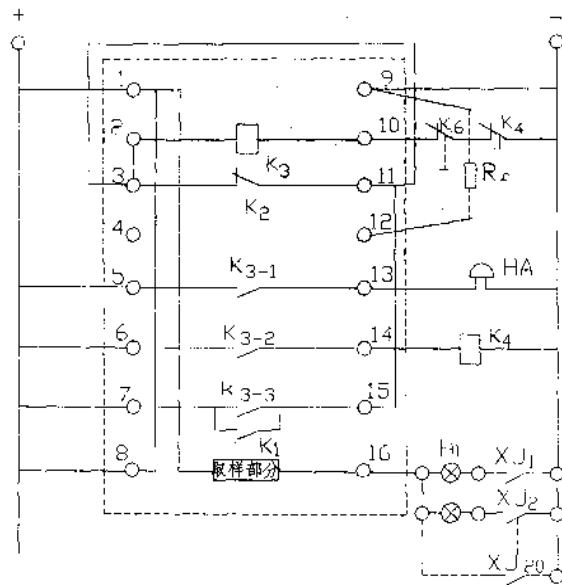 + −
1 9
2 10 K6 K4
K3
3 11 Rf
K2
4 12
5 K3-1 13 HA
6 K3-2 14 K4
7 K3-3 15
K1
8 取样部分 16 H1 XJ1
XJ2
XJ20